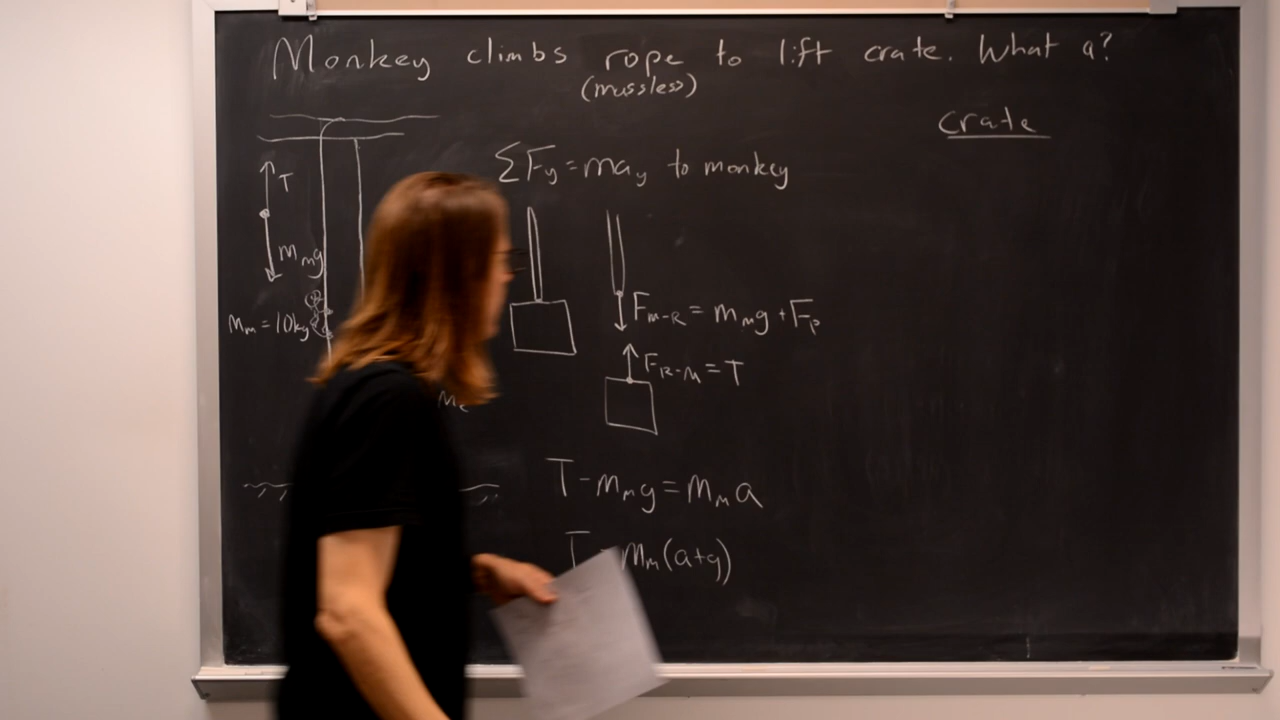 Monkey climbs rope to lift crate. What a?
(massless)
crate
ΣFy = may to monkey
T
mmg
mm = 10kg
Fm-R = mmg + Fp
FR-M = T
mc
T - mmg = mma
T = mm(a+g)